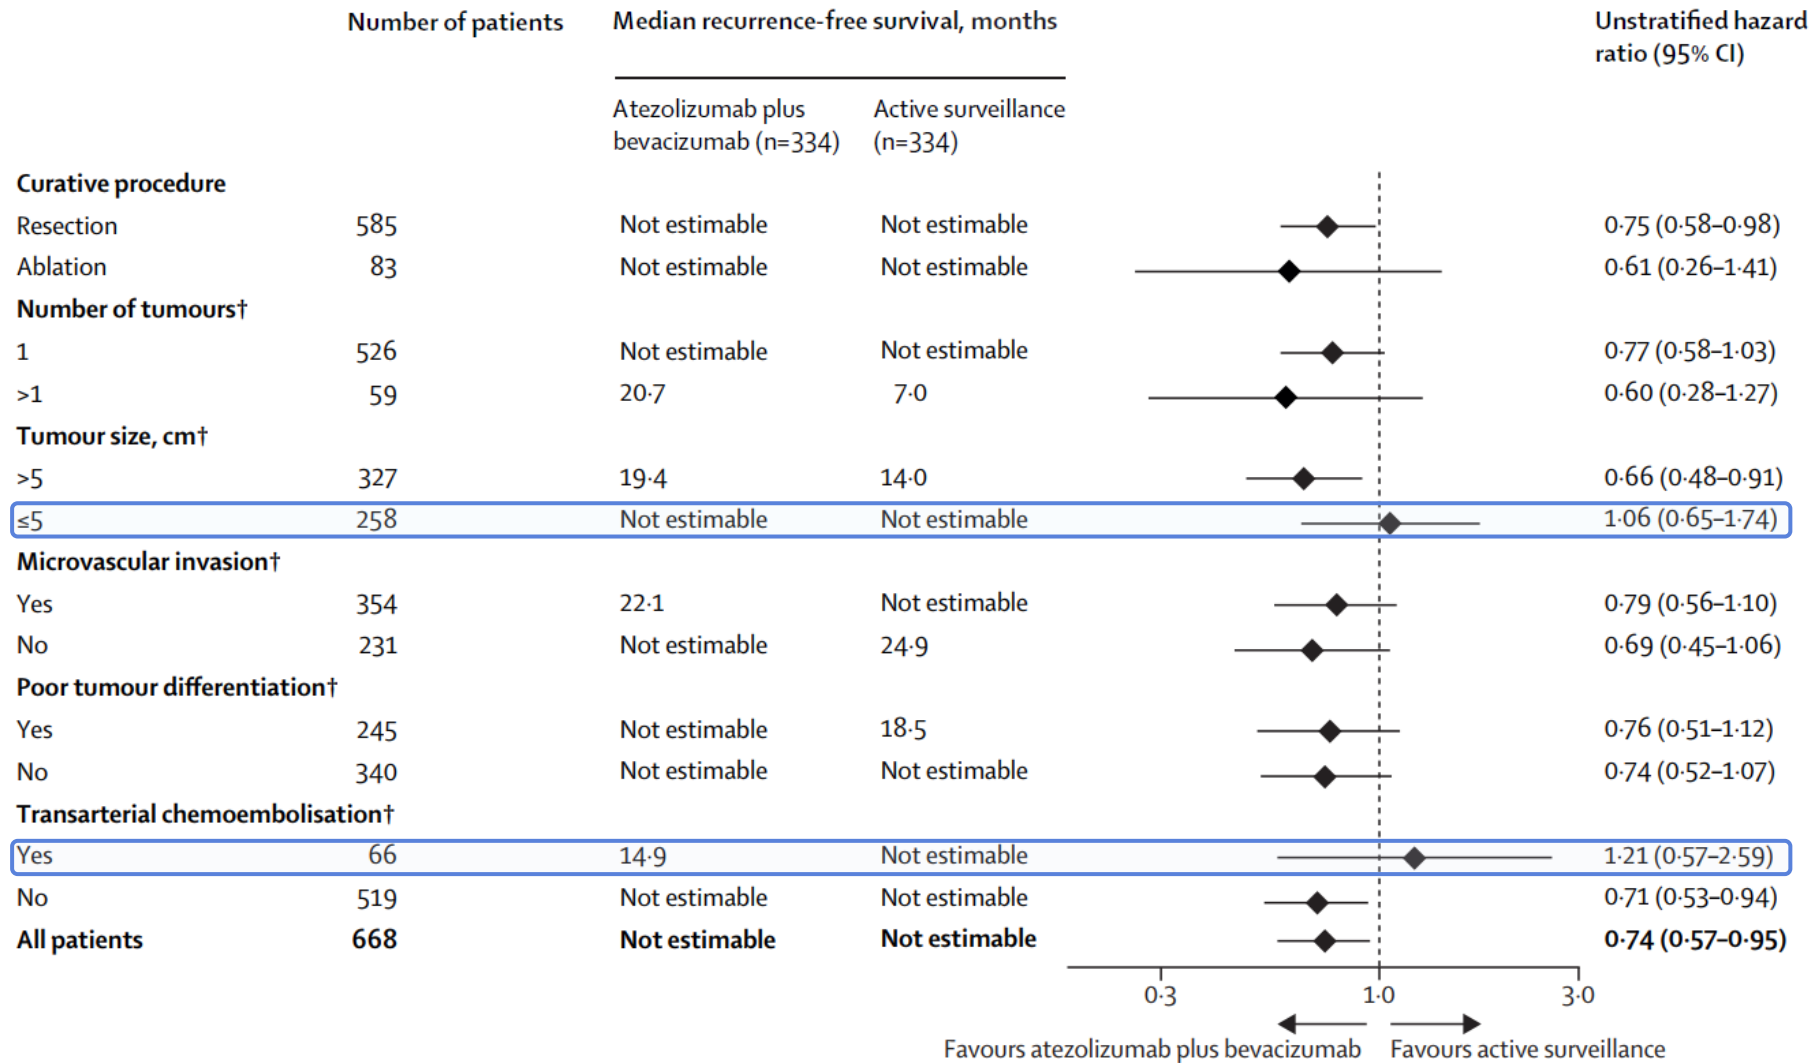 Number of patients Median recurrence-free survival, months Unstratified hazard
ratio (95% CI)
Atezolizumab plus Active surveillance
bevacizumab (n=334) (n=334)
Curative procedure
Resection 585 Not estimable Not estimable 0·75 (0·58–0·98)
Ablation 83 Not estimable Not estimable 0·61 (0·26–1·41)
Number of tumours†
1 526 Not estimable Not estimable 0·77 (0·58–1·03)
>1 59 20·7 7·0 0·60 (0·28–1·27)
Tumour size, cm†
>5 327 19·4 14·0 0·66 (0·48–0·91)
≤5 258 Not estimable Not estimable 1·06 (0·65–1·74)
Microvascular invasion†
Yes 354 22·1 Not estimable 0·79 (0·56–1·10)
No 231 Not estimable 24·9 0·69 (0·45–1·06)
Poor tumour differentiation†
Yes 245 Not estimable 18·5 0·76 (0·51–1·12)
No 340 Not estimable Not estimable 0·74 (0·52–1·07)
Transarterial chemoembolisation†
Yes 66 14·9 Not estimable 1·21 (0·57–2·59)
No 519 Not estimable Not estimable 0·71 (0·53–0·94)
All patients 668 Not estimable Not estimable 0·74 (0·57–0·95)
0·3 1·0 3·0
Favours atezolizumab plus bevacizumab Favours active surveillance